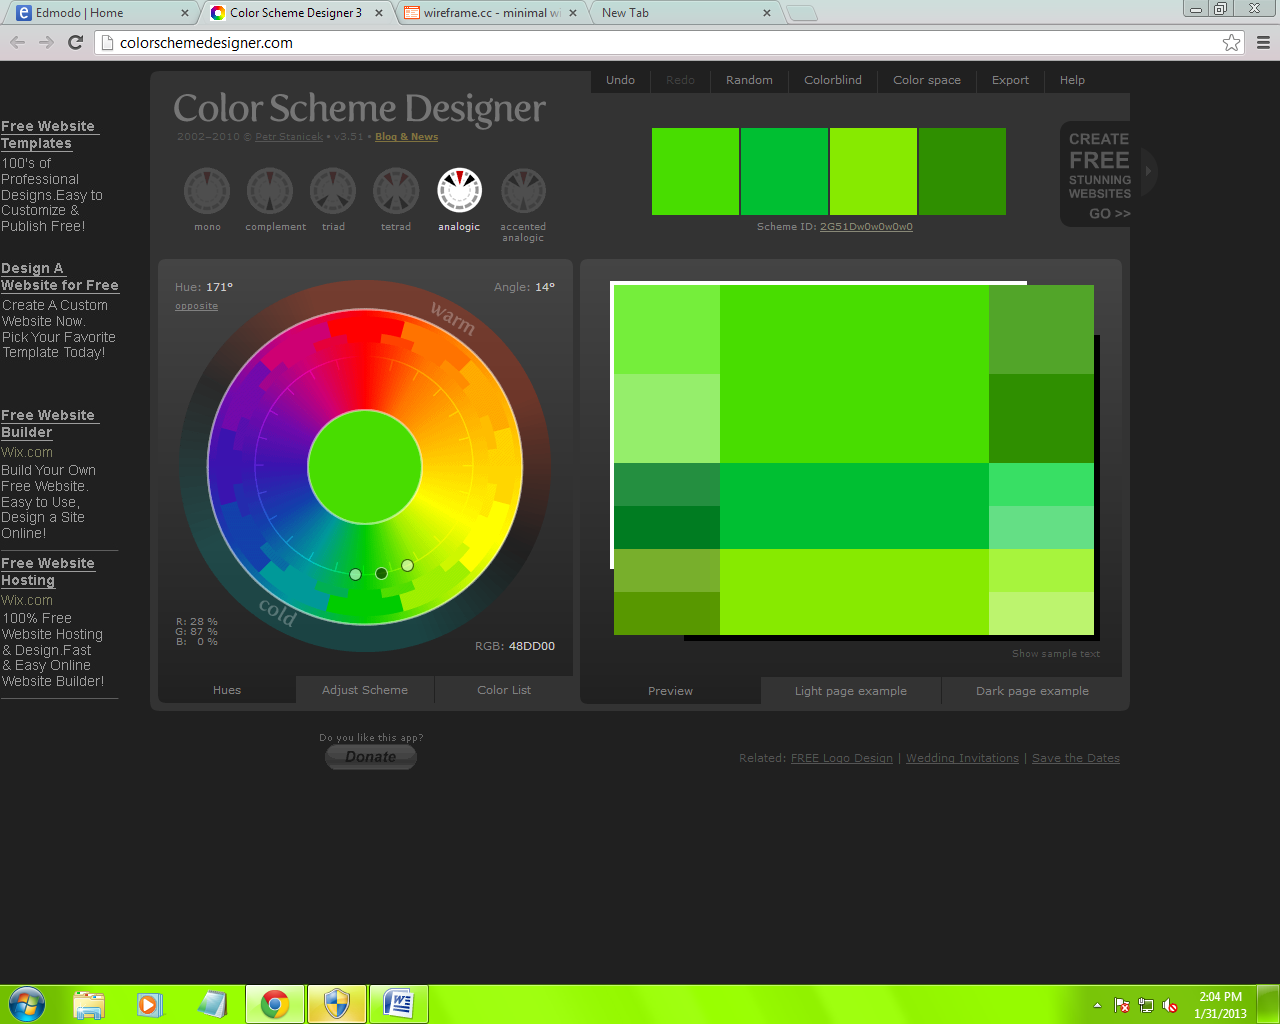 Edmodo | Home
Color Scheme Designer 3
wireframe.cc - minimal wi
New Tab
colorschemedesigner.com
Undo
Redo
Random
Colorblind
Color space
Export
Help
Color Scheme Designer
2002–2010 © Petr Stanicek • v3.51 • Blog & News
mono
complement
triad
tetrad
analogic
accented
analogic
Scheme ID: 2G51Dw0w0w0w0
CREATE
FREE
STUNNING
WEBSITES
GO >>
Free Website
Templates
100's of
Professional
Designs.Easy to
Customize &
Publish Free!
Design A
Website for Free
Create A Custom
Website Now.
Pick Your Favorite
Template Today!
Free Website
Builder
Wix.com
Build Your Own
Free Website.
Easy to Use,
Design a Site
Online!
Free Website
Hosting
Wix.com
100% Free
Website Hosting
& Design.Fast
& Easy Online
Website Builder!
Hue: 171°
opposite
Angle: 14°
warm
cold
R: 28 %
G: 87 %
B: 0 %
RGB: 48DD00
Hues
Adjust Scheme
Color List
Show sample text
Preview
Light page example
Dark page example
Do you like this app?
Donate
Related: FREE Logo Design | Wedding Invitations | Save the Dates
2:04 PM
1/31/2013